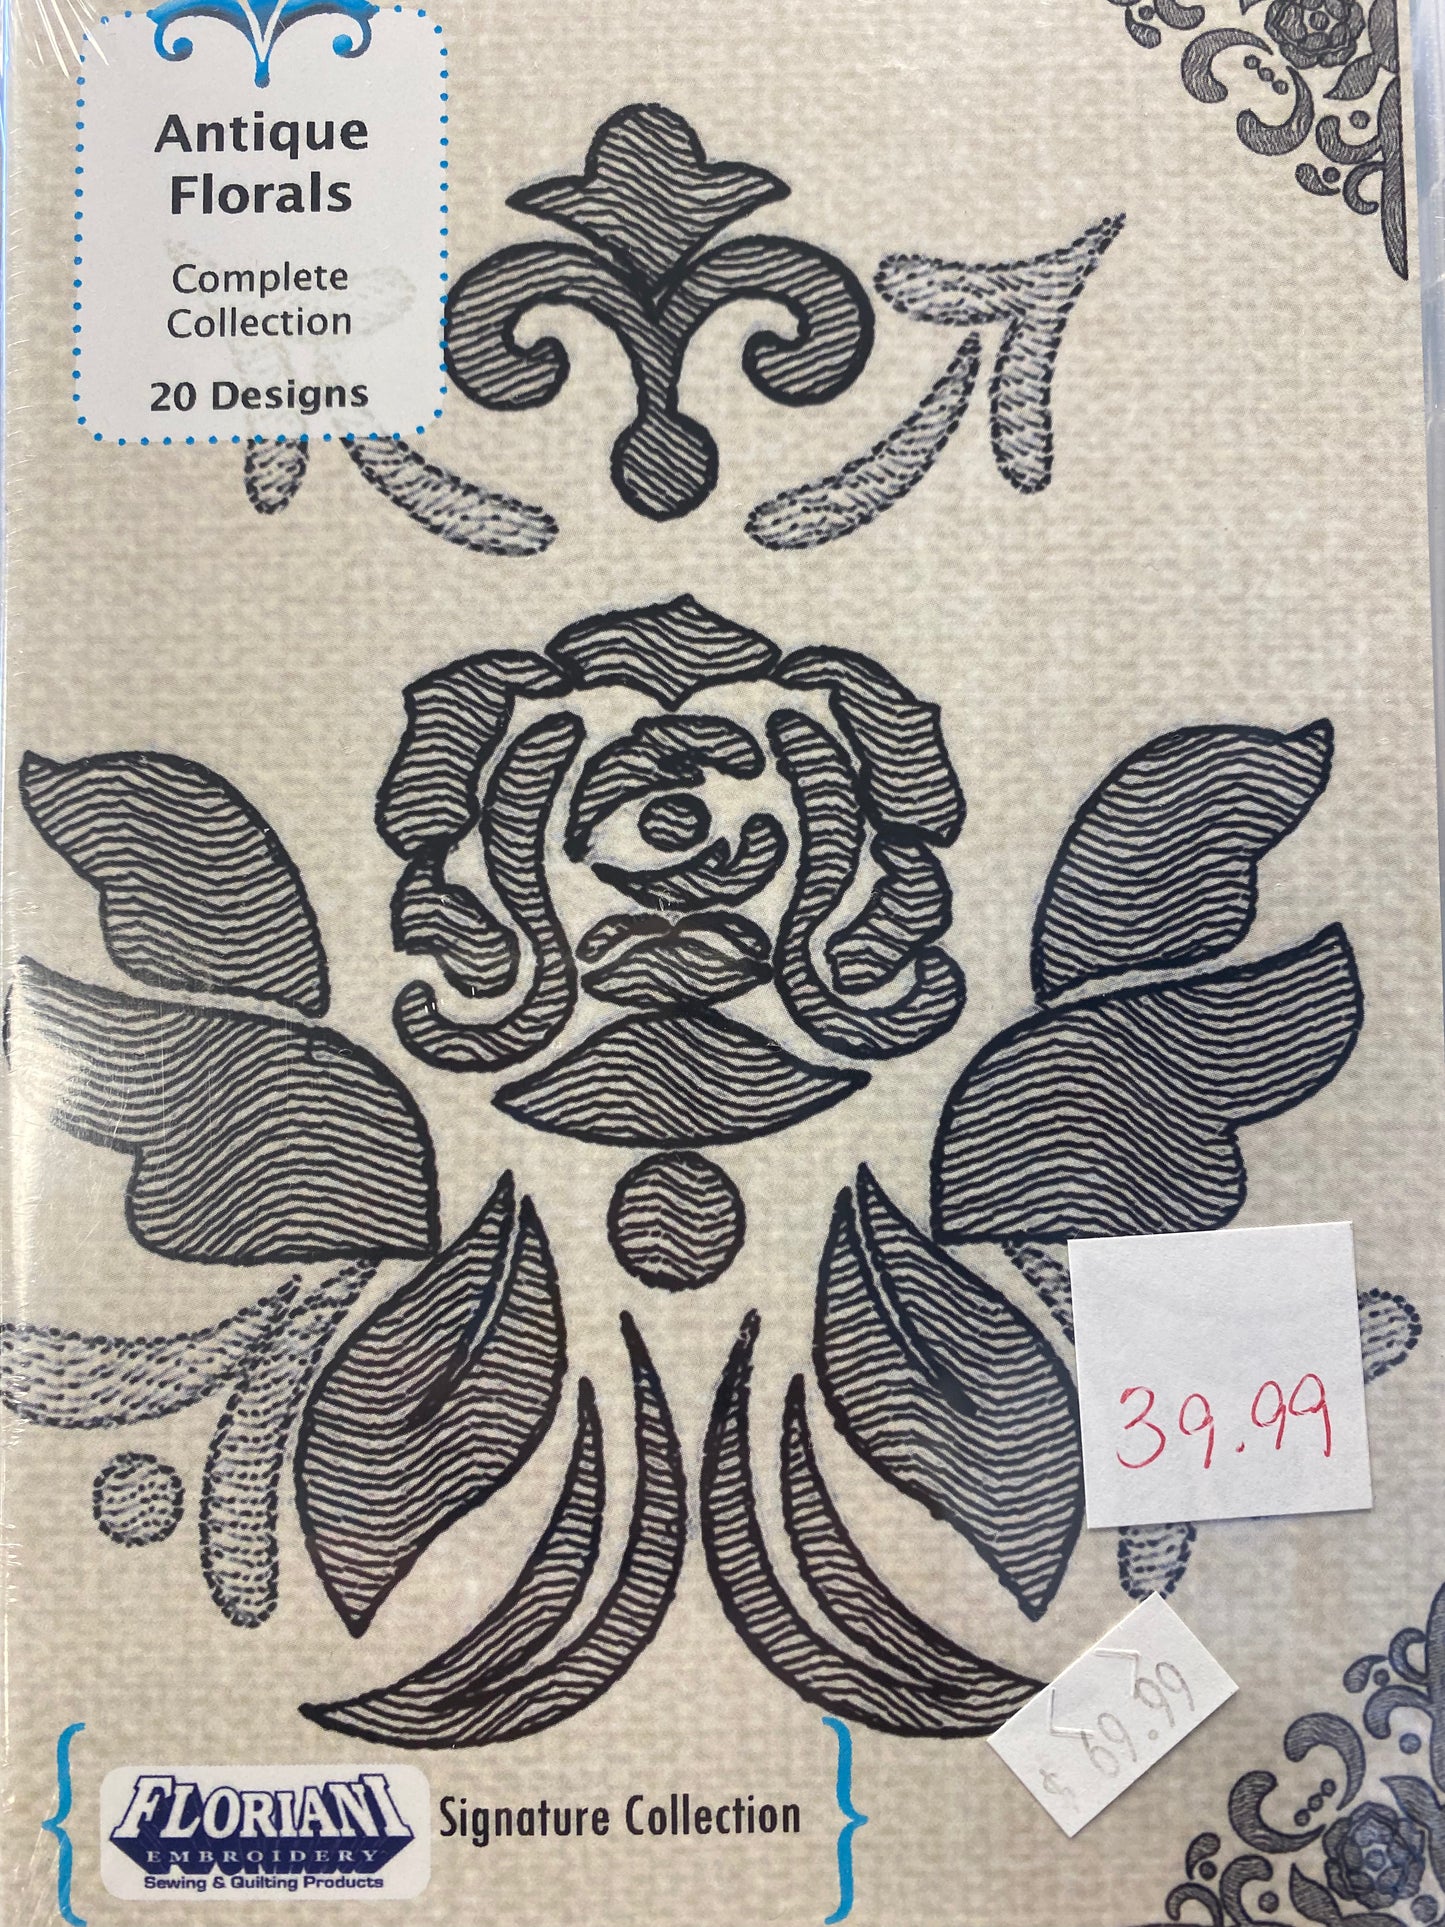 Antique
Florals
Complete
Collection
20 Designs
39.99
$69.99
FLORIANI
EMBROIDERY
Sewing & Quilting Products
Signature Collection